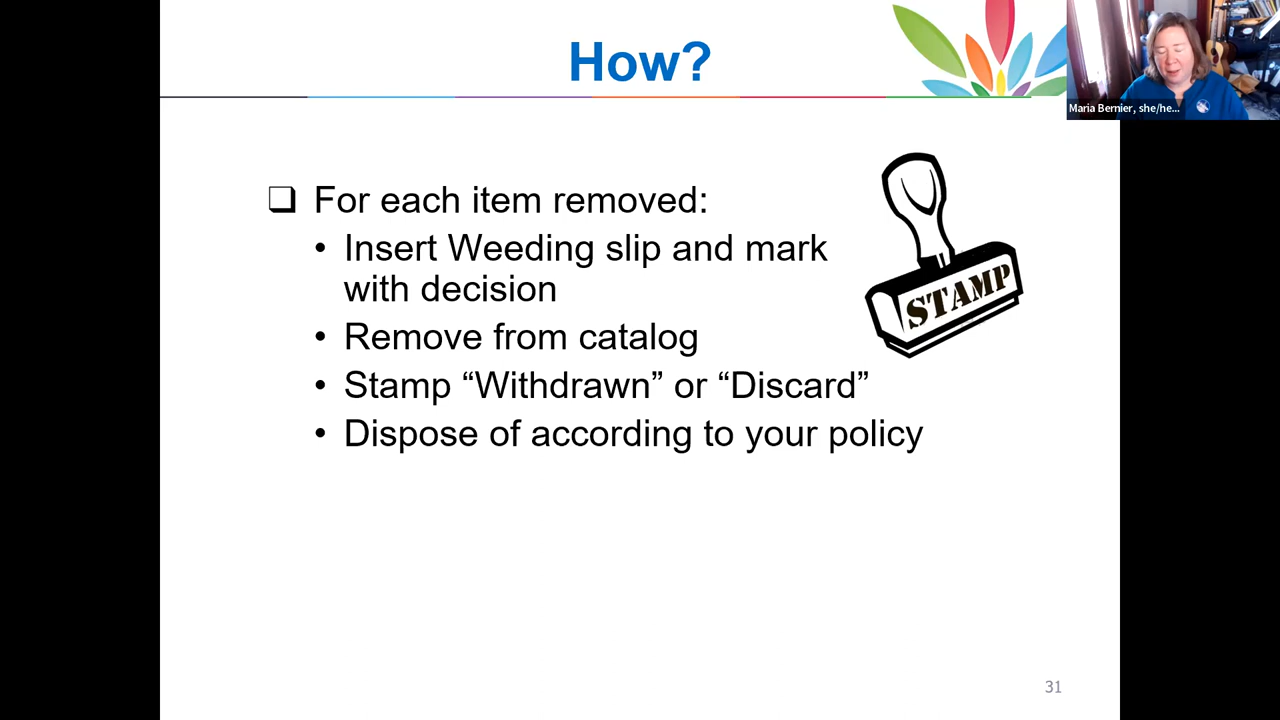 How?
Maria Bernier, she/he...
❑ For each item removed:
• Insert Weeding slip and mark
with decision
STAMP
• Remove from catalog
• Stamp “Withdrawn” or “Discard”
• Dispose of according to your policy
31